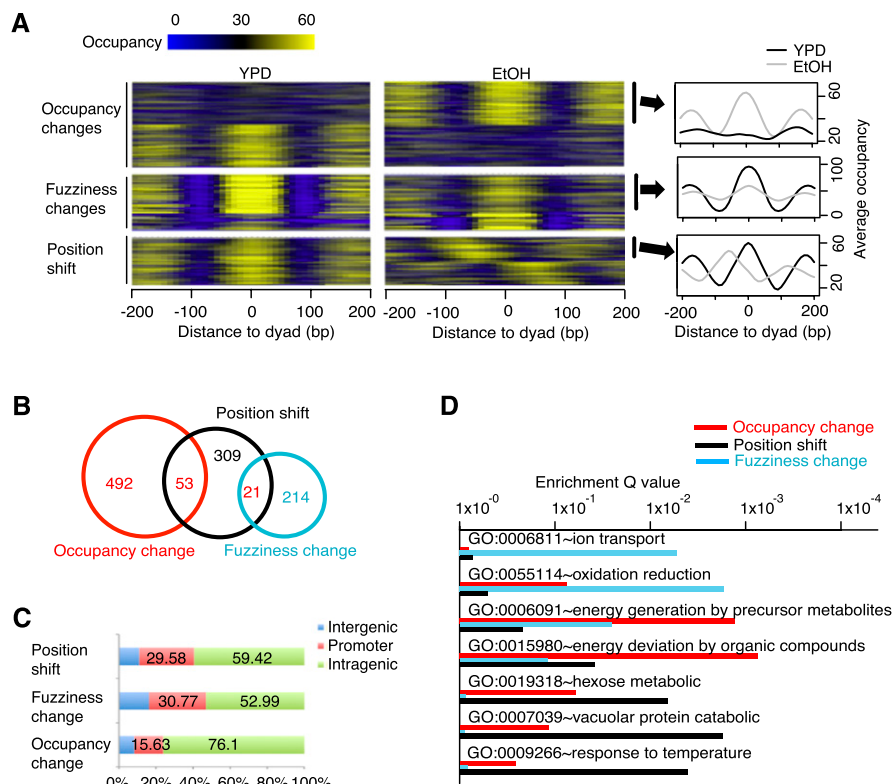 A
0 30 60
Occupancy
YPD
EtOH
YPD
EtOH
Occupancy
changes
Fuzziness
changes
Position
shift
60
20
100
0
60
20
Average occupancy
-200 -100 0 100 200
-200 -100 0 100 200
-200 0 200
Distance to dyad (bp)
Distance to dyad (bp)
Distance to dyad (bp)
B
Position shift
309
492
53
21
214
Occupancy change
Fuzziness change
C
Intergenic
Promoter
Intragenic
Position
shift
29.58 59.42
Fuzziness
change
30.77 52.99
Occupancy
change
15.63 76.1
0% 20% 40% 60% 80% 100%
D
Occupancy change
Position shift
Fuzziness change
Enrichment Q value
1x10-0 1x10-1 1x10-2 1x10-3 1x10-4
GO:0006811~ion transport
GO:0055114~oxidation reduction
GO:0006091~energy generation by precursor metabolites
GO:0015980~energy deviation by organic compounds
GO:0019318~hexose metabolic
GO:0007039~vacuolar protein catabolic
GO:0009266~response to temperature